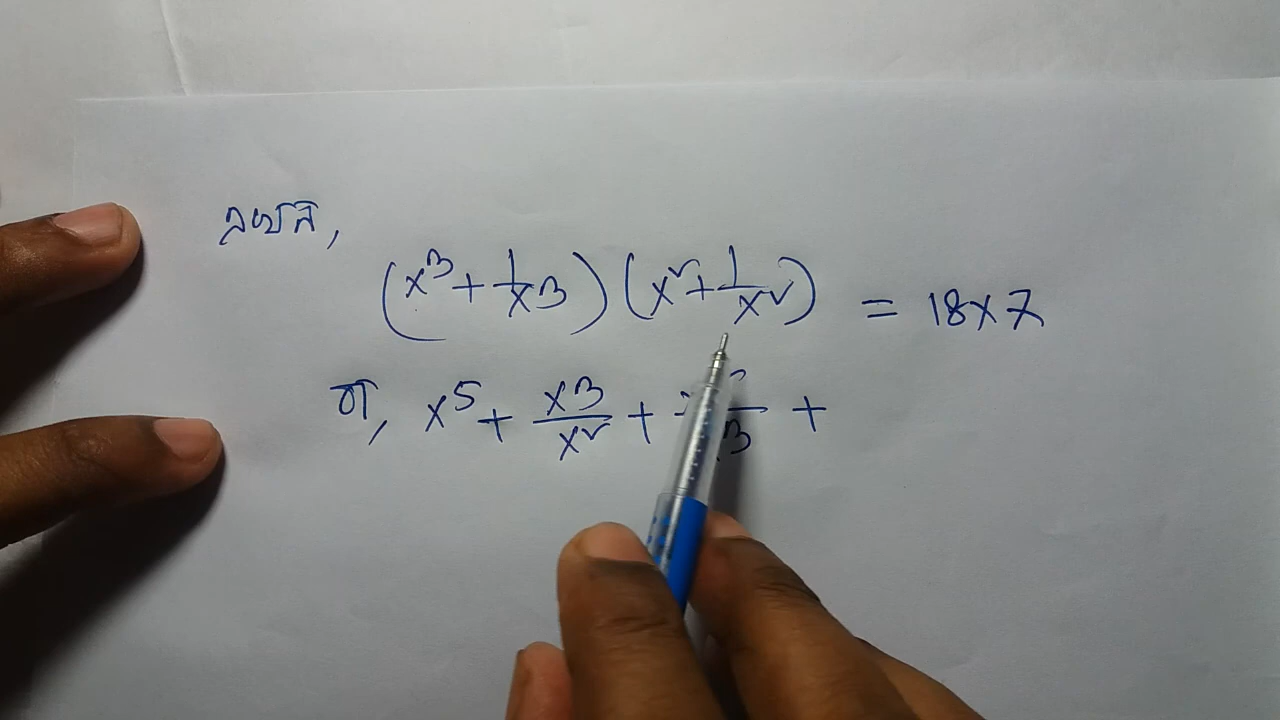 এখন,
(x³ + 1/x³) (x² + 1/x²) = 18 × 7
বা, x⁵ + x³/x² + +